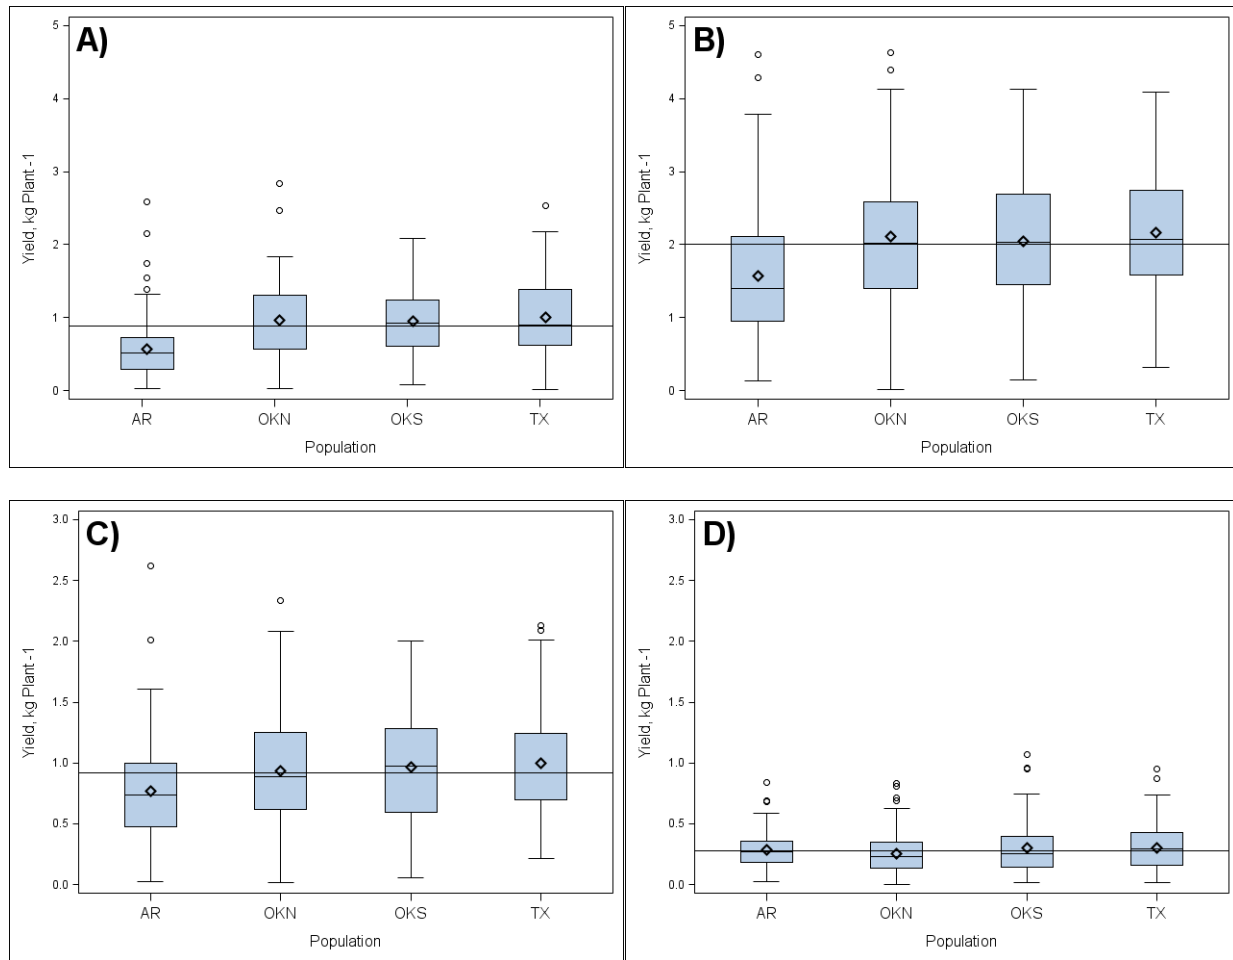 A)
5
4
3
2
1
0
Yield, kg Plant -1
AR OKN OKS TX
Population
B)
5
4
3
2
1
0
Yield, kg Plant -1
AR OKN OKS TX
Population
C)
3.0
2.5
2.0
1.5
1.0
0.5
0.0
Yield, kg Plant -1
AR OKN OKS TX
Population
D)
3.0
2.5
2.0
1.5
1.0
0.5
0.0
Yield, kg Plant -1
AR OKN OKS TX
Population